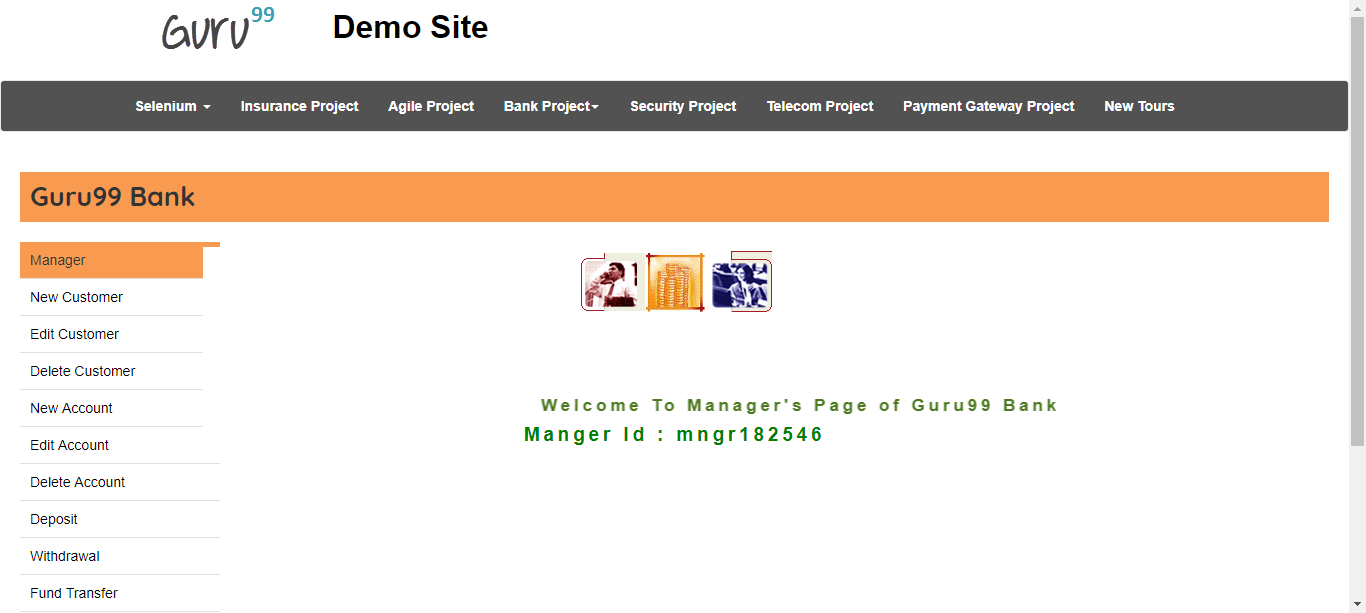 Guru99 Demo Site
Selenium Insurance Project Agile Project Bank Project Security Project Telecom Project Payment Gateway Project New Tours
Guru99 Bank
Manager
New Customer
Edit Customer
Delete Customer
New Account
Edit Account
Delete Account
Deposit
Withdrawal
Fund Transfer
Welcome To Manager's Page of Guru99 Bank
Manger Id : mngr182546